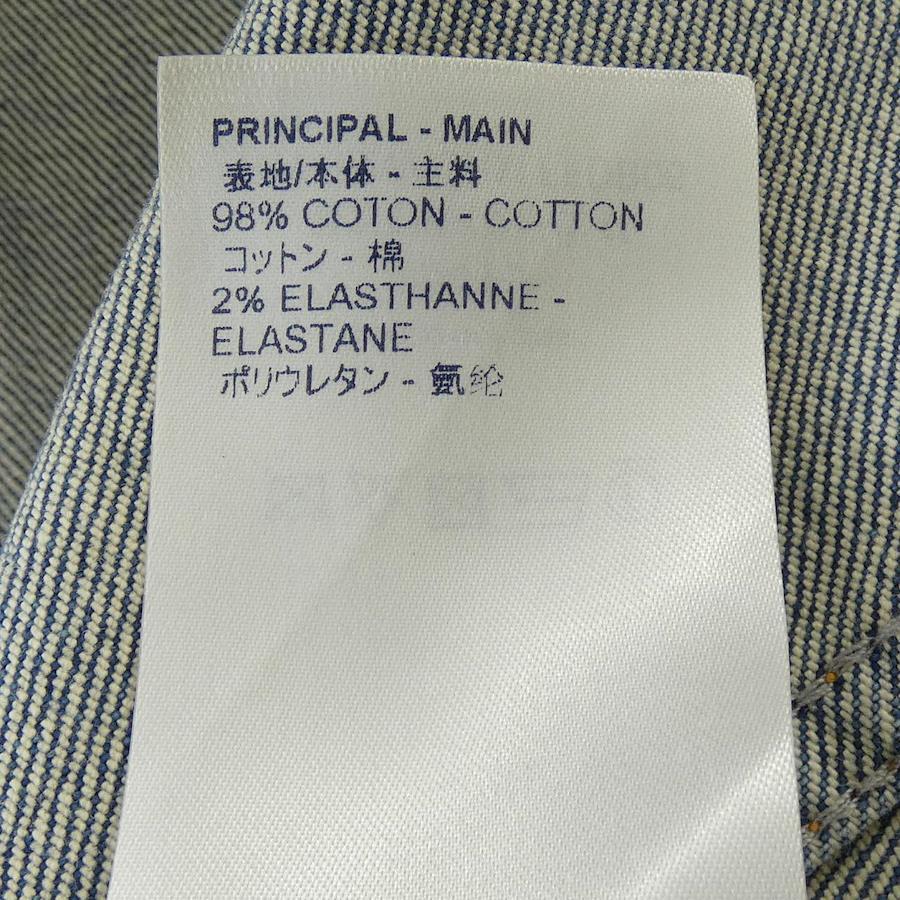 PRINCIPAL - MAIN
表地/本体 - 主料
98% COTON - COTTON
コットン - 棉
2% ELASTHANNE -
ELASTANE
ポリウレタン - 氨纶